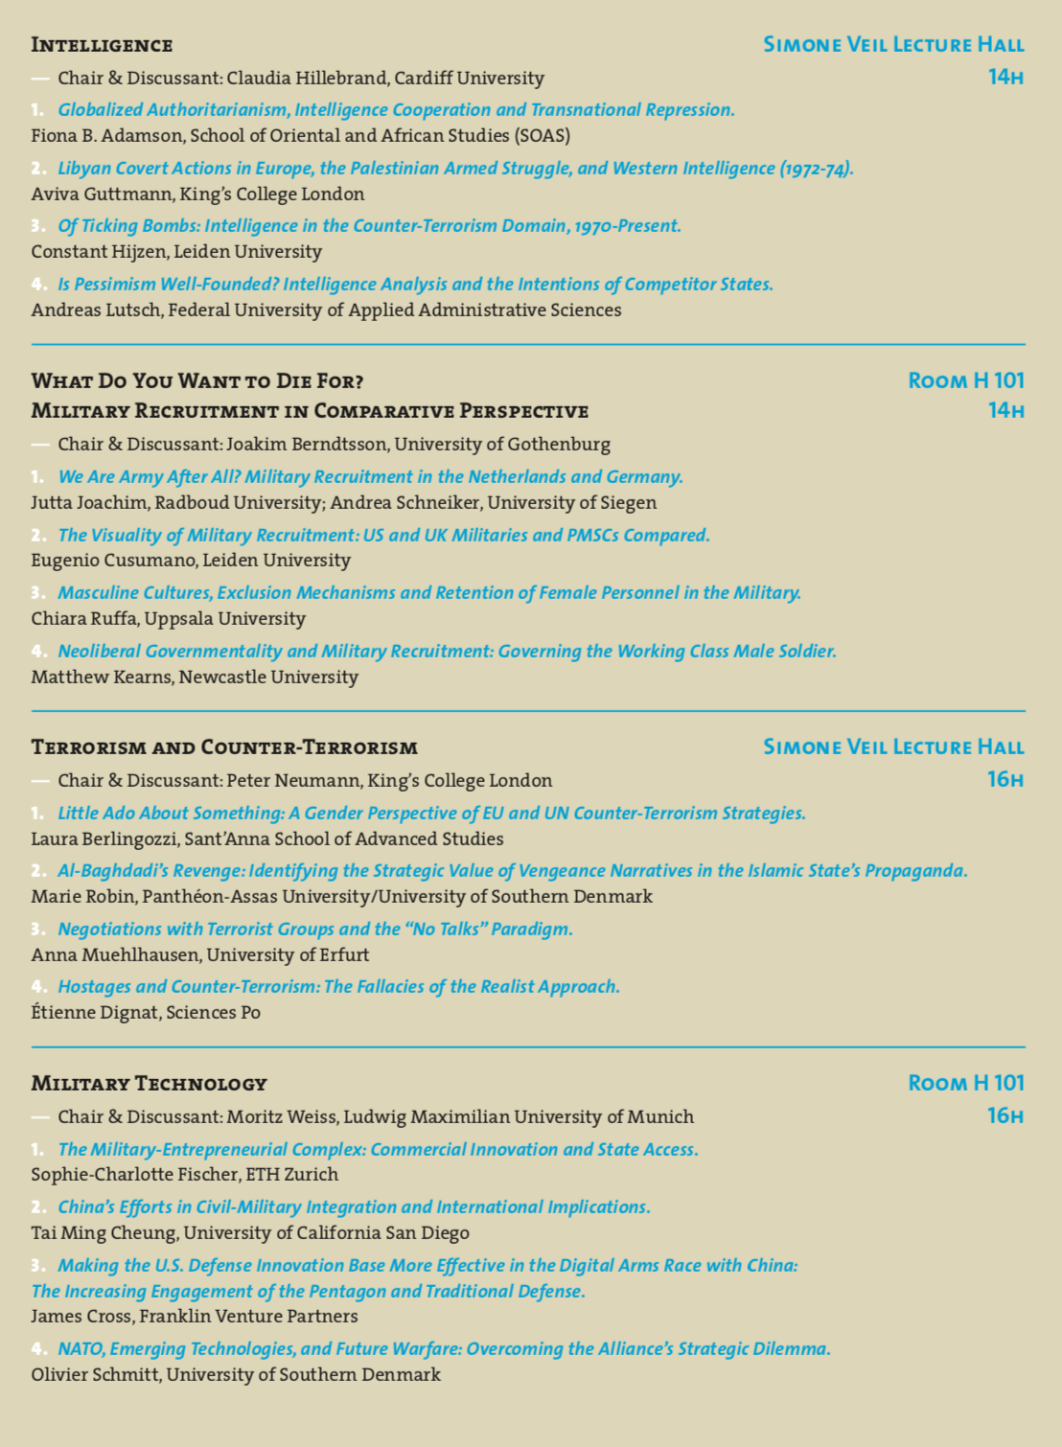 Intelligence
Simone Veil Lecture Hall
— Chair & Discussant: Claudia Hillebrand, Cardiff University
14h
1. Globalized Authoritarianism, Intelligence Cooperation and Transnational Repression.
Fiona B. Adamson, School of Oriental and African Studies (SOAS)
2. Libyan Covert Actions in Europe, the Palestinian Armed Struggle, and Western Intelligence (1972-74).
Aviva Guttmann, King's College London
3. Of Ticking Bombs: Intelligence in the Counter-Terrorism Domain, 1970-Present.
Constant Hijzen, Leiden University
4. Is Pessimism Well-Founded? Intelligence Analysis and the Intentions of Competitor States.
Andreas Lutsch, Federal University of Applied Administrative Sciences
What Do You Want to Die For?
Room H 101
Military Recruitment in Comparative Perspective
14h
— Chair & Discussant: Joakim Berndtsson, University of Gothenburg
1. We Are Army After All? Military Recruitment in the Netherlands and Germany.
Jutta Joachim, Radboud University; Andrea Schneiker, University of Siegen
2. The Visuality of Military Recruitment: US and UK Militaries and PMSCs Compared.
Eugenio Cusumano, Leiden University
3. Masculine Cultures, Exclusion Mechanisms and Retention of Female Personnel in the Military.
Chiara Ruffa, Uppsala University
4. Neoliberal Governmentality and Military Recruitment: Governing the Working Class Male Soldier.
Matthew Kearns, Newcastle University
Terrorism and Counter-Terrorism
Simone Veil Lecture Hall
— Chair & Discussant: Peter Neumann, King's College London
16h
1. Little Ado About Something: A Gender Perspective of EU and UN Counter-Terrorism Strategies.
Laura Berlingozzi, Sant'Anna School of Advanced Studies
2. Al-Baghdadi's Revenge: Identifying the Strategic Value of Vengeance Narratives in the Islamic State's Propaganda.
Marie Robin, Panthéon-Assas University/University of Southern Denmark
3. Negotiations with Terrorist Groups and the “No Talks” Paradigm.
Anna Muehlhausen, University of Erfurt
4. Hostages and Counter-Terrorism: The Fallacies of the Realist Approach.
Étienne Dignat, Sciences Po
Military Technology
Room H 101
— Chair & Discussant: Moritz Weiss, Ludwig Maximilian University of Munich
16h
1. The Military-Entrepreneurial Complex: Commercial Innovation and State Access.
Sophie-Charlotte Fischer, ETH Zurich
2. China's Efforts in Civil-Military Integration and International Implications.
Tai Ming Cheung, University of California San Diego
3. Making the U.S. Defense Innovation Base More Effective in the Digital Arms Race with China:
The Increasing Engagement of the Pentagon and Traditional Defense.
James Cross, Franklin Venture Partners
4. NATO, Emerging Technologies, and Future Warfare: Overcoming the Alliance's Strategic Dilemma.
Olivier Schmitt, University of Southern Denmark